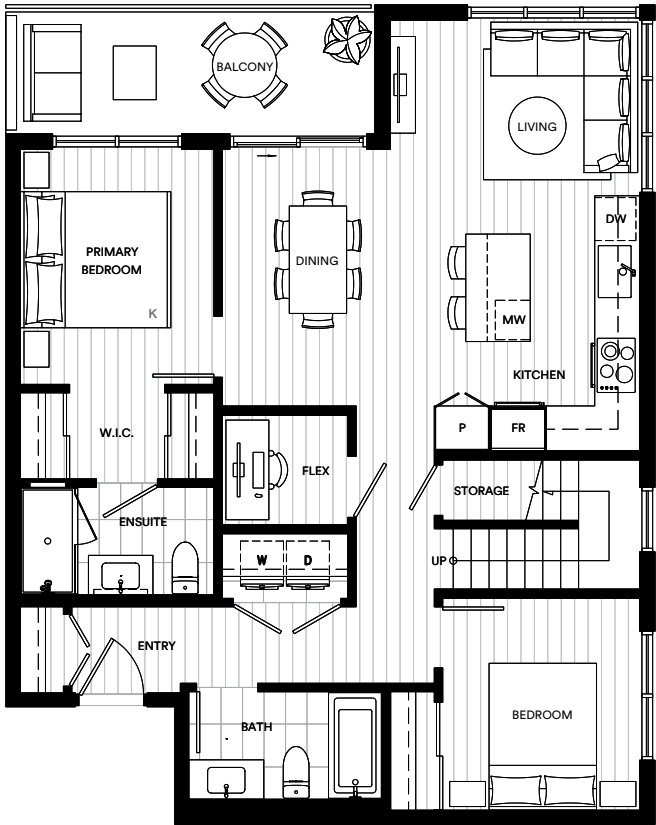 BALCONY
LIVING
DW
PRIMARY
BEDROOM
DINING
K
MW
KITCHEN
W.I.C.
P
FR
FLEX
STORAGE
ENSUITE
W
D
UP
ENTRY
BATH
BEDROOM